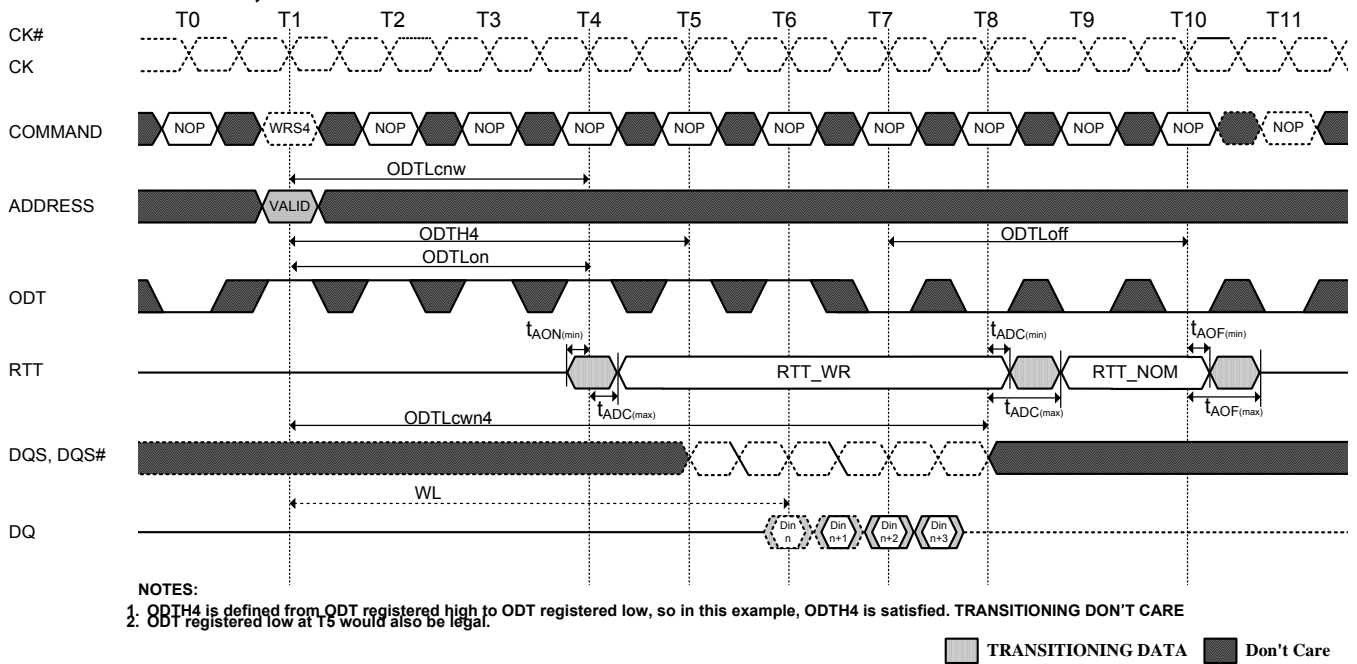 T0 T1 T2 T3 T4 T5 T6 T7 T8 T9 T10 T11
CK#
CK
COMMAND NOP WRS4 NOP NOP NOP NOP NOP NOP NOP NOP NOP NOP
ODTLcnw
ADDRESS VALID
ODTH4 ODTLoff
ODTLon
ODT
tAON(min) tADC(min) tAOF(min)
RTT RTT_WR RTT_NOM
tADC(max) tADC(max) tAOF(max)
ODTLcwn4
DQS, DQS#
WL
DQ Din n Din n+1 Din n+2 Din n+3
NOTES:
1. ODTH4 is defined from ODT registered high to ODT registered low, so in this example, ODTH4 is satisfied. TRANSITIONING DON'T CARE
2. ODT registered low at T5 would also be legal.
TRANSITIONING DATA Don't Care